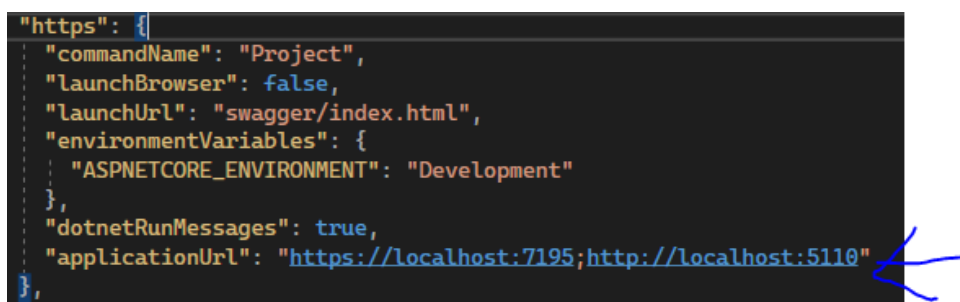 "https": {
"commandName": "Project",
"launchBrowser": false,
"launchUrl": "swagger/index.html",
"environmentVariables": {
"ASPNETCORE_ENVIRONMENT": "Development"
},
"dotnetRunMessages": true,
"applicationUrl": "https://localhost:7195;http://localhost:5110"
},